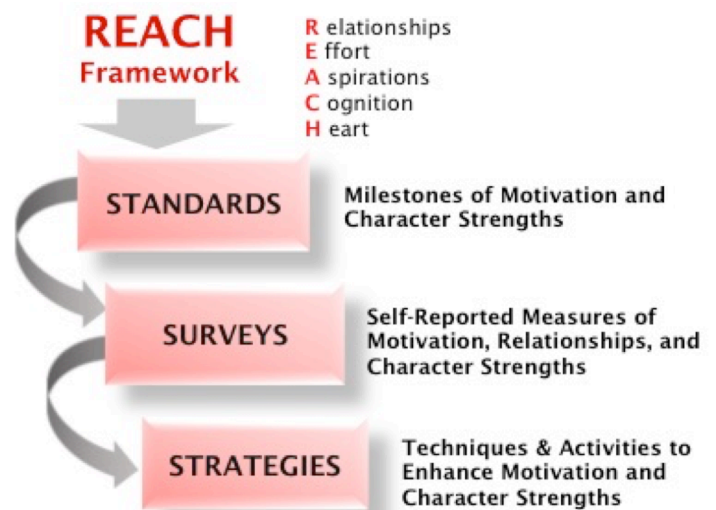 REACH
Framework
R elationships
E ffort
A spirations
C ognition
H eart
STANDARDS
Milestones of Motivation and
Character Strengths
SURVEYS
Self-Reported Measures of
Motivation, Relationships, and
Character Strengths
STRATEGIES
Techniques & Activities to
Enhance Motivation and
Character Strengths